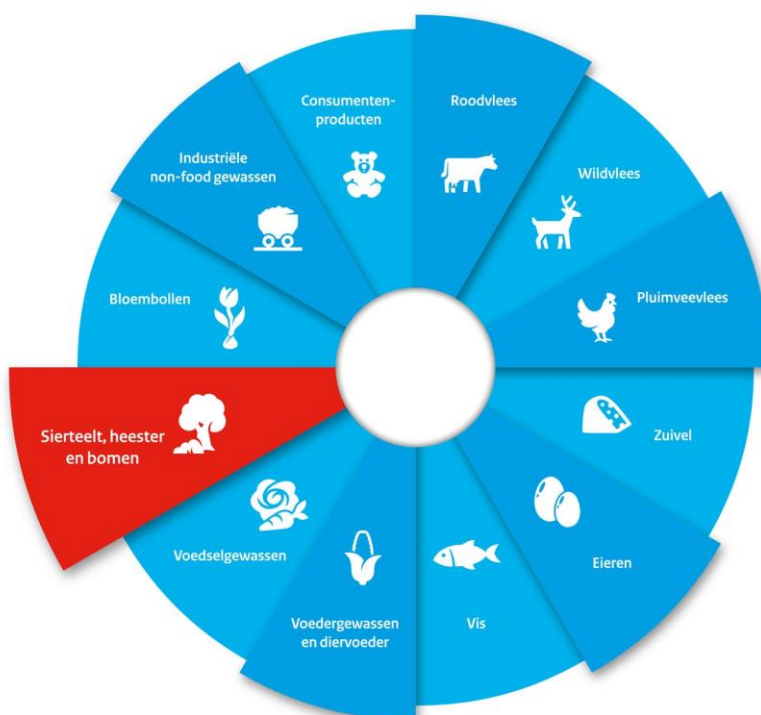 Consumenten-
producten
Roodvlees
Wildvlees
Pluimveevlees
Zuivel
Eieren
Vis
Voedergewassen
en diervoeder
Voedselgewassen
Sierteelt, heester
en bomen
Bloembollen
Industriële
non-food gewassen